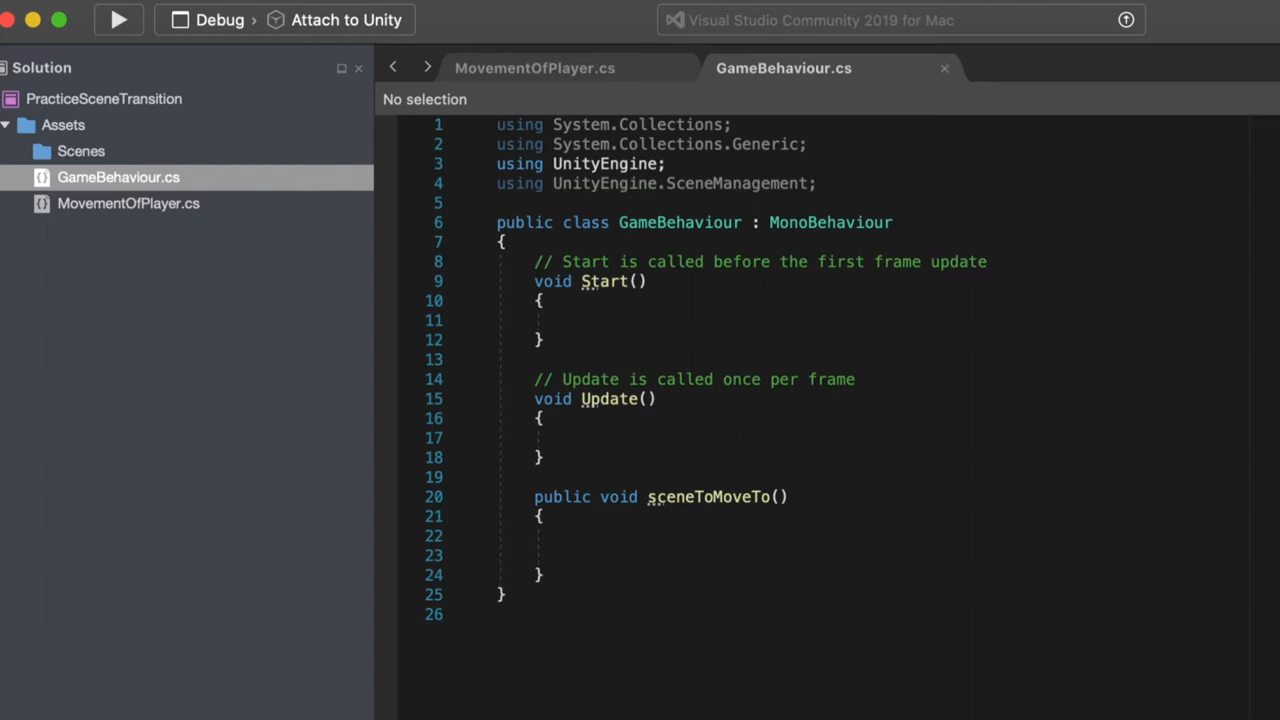 Debug › Attach to Unity
Visual Studio Community 2019 for Mac
Solution
MovementOfPlayer.cs
GameBehaviour.cs
PracticeSceneTransition
No selection
Assets
Scenes
GameBehaviour.cs
MovementOfPlayer.cs
1 using System.Collections;
2 using System.Collections.Generic;
3 using UnityEngine;
4 using UnityEngine.SceneManagement;
5
6 public class GameBehaviour : MonoBehaviour
7 {
8 // Start is called before the first frame update
9 void Start()
10 {
11
12 }
13
14 // Update is called once per frame
15 void Update()
16 {
17
18 }
19
20 public void sceneToMoveTo()
21 {
22
23
24 }
25 }
26